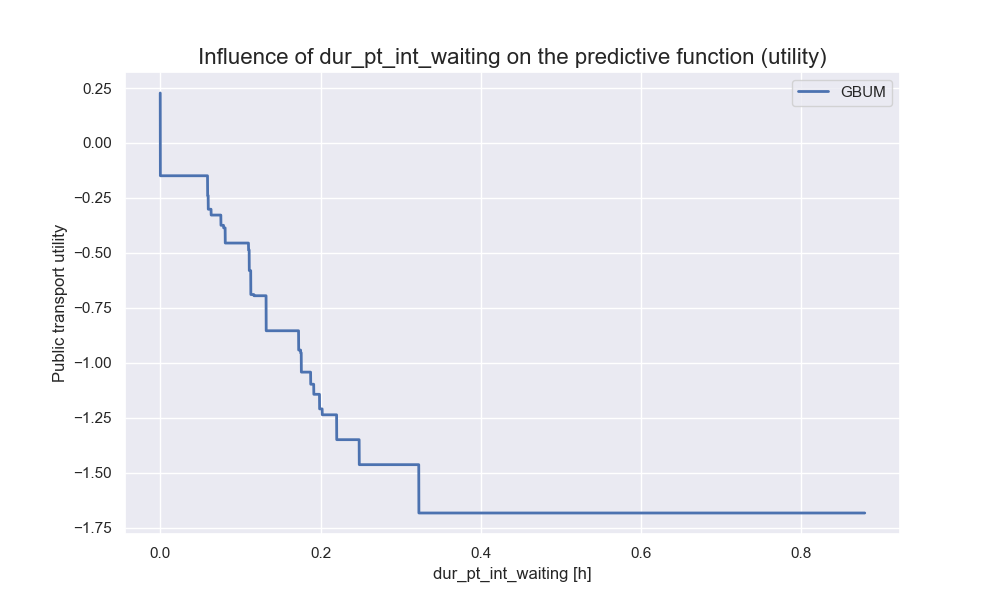 Influence of dur_pt_int_waiting on the predictive function (utility)
GBUM
0.25
0.00
−0.25
−0.50
−0.75
−1.00
−1.25
−1.50
−1.75
Public transport utility
0.0 0.2 0.4 0.6 0.8
dur_pt_int_waiting [h]